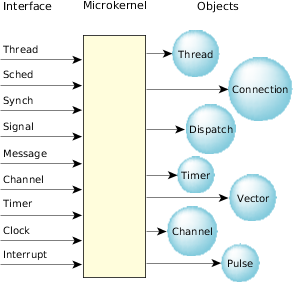 Interface Microkernel Objects
Thread
Sched
Synch
Signal
Message
Channel
Timer
Clock
Interrupt
Thread
Connection
Dispatch
Timer
Vector
Channel
Pulse